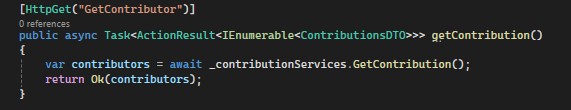 [HttpGet("GetContributor")]
0 references
public async Task<ActionResult<IEnumerable<ContributionsDTO>>> getContribution()
{
var contributors = await _contributionServices.GetContribution();
return Ok(contributors);
}